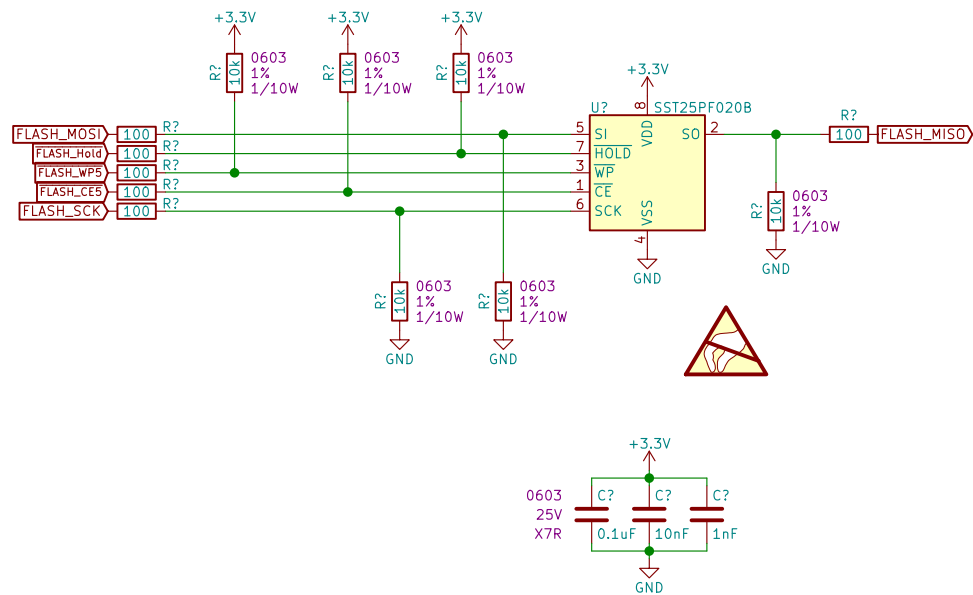 +3.3V
+3.3V
+3.3V
R?
10k
0603
1%
1/10W
R?
10k
0603
1%
1/10W
R?
10k
0603
1%
1/10W
+3.3V
U?
8
SST25PF020B
VDD
FLASH_MOSI
100
R?
5
SI
SO
2
R?
100
FLASH_MISO
FLASH_Hold
100
R?
7
HOLD
FLASH_WP5
100
R?
3
WP
FLASH_CE5
100
R?
1
CE
FLASH_SCK
100
R?
6
SCK
VSS
4
GND
R?
10k
0603
1%
1/10W
GND
R?
10k
0603
1%
1/10W
GND
R?
10k
0603
1%
1/10W
GND
+3.3V
0603
25V
X7R
C?
0.1uF
C?
10nF
C?
1nF
GND